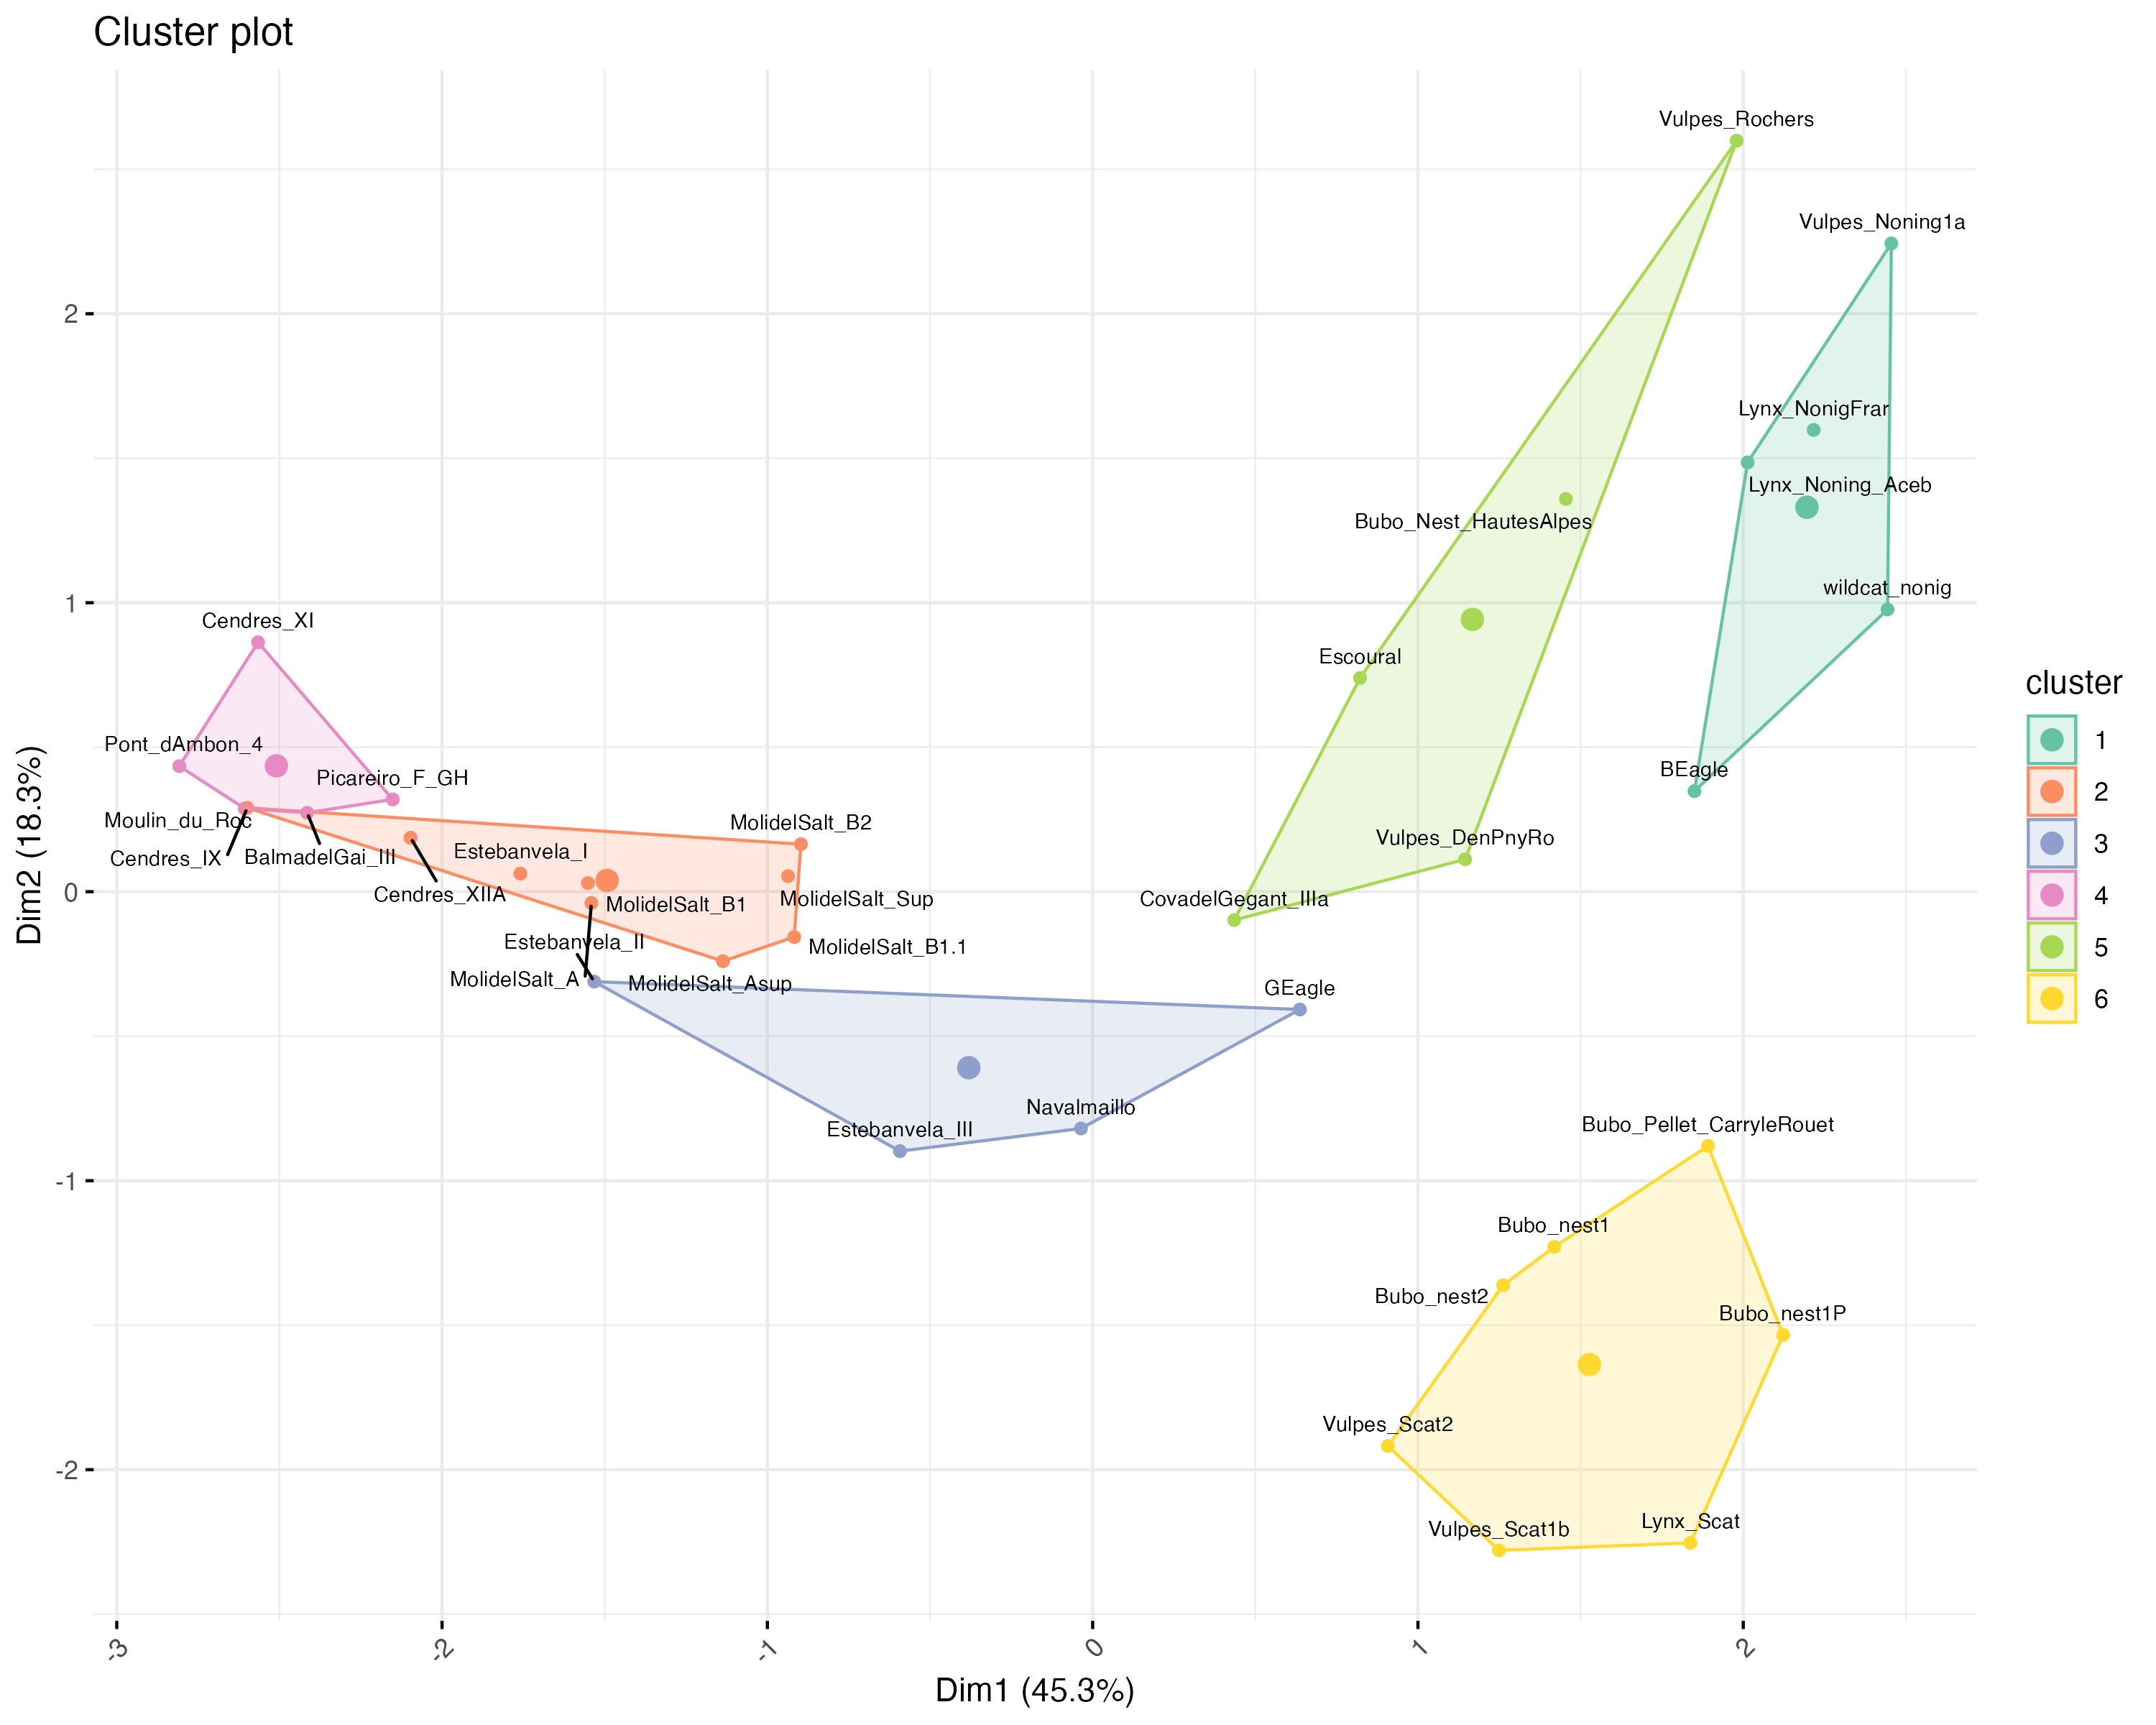 Cluster plot
Vulpes_Rochers
Vulpes_Noning1a
Lynx_NonigFrar
Lynx_Noning_Aceb
Bubo_Nest_HautesAlpes
wildcat_nonig
Cendres_XI
Escoural
Pont_dAmbon_4
BEagle
Picareiro_F_GH
Moulin_du_Roc
MolidelSalt_B2
Vulpes_DenPnyRo
Cendres_IX
BalmadelGai_III
Estebanvela_I
Cendres_XIIA
MolidelSalt_B1
MolidelSalt_Sup
CovadelGegant_IIIa
Estebanvela_II
MolidelSalt_B1.1
MolidelSalt_A
MolidelSalt_Asup
GEagle
Navalmaillo
Estebanvela_III
Bubo_Pellet_CarryleRouet
Bubo_nest1
Bubo_nest2
Bubo_nest1P
Vulpes_Scat2
Vulpes_Scat1b
Lynx_Scat
2
1
0
-1
-2
Dim2 (18.3%)
-3
-2
-1
0
1
2
Dim1 (45.3%)
cluster
1
2
3
4
5
6